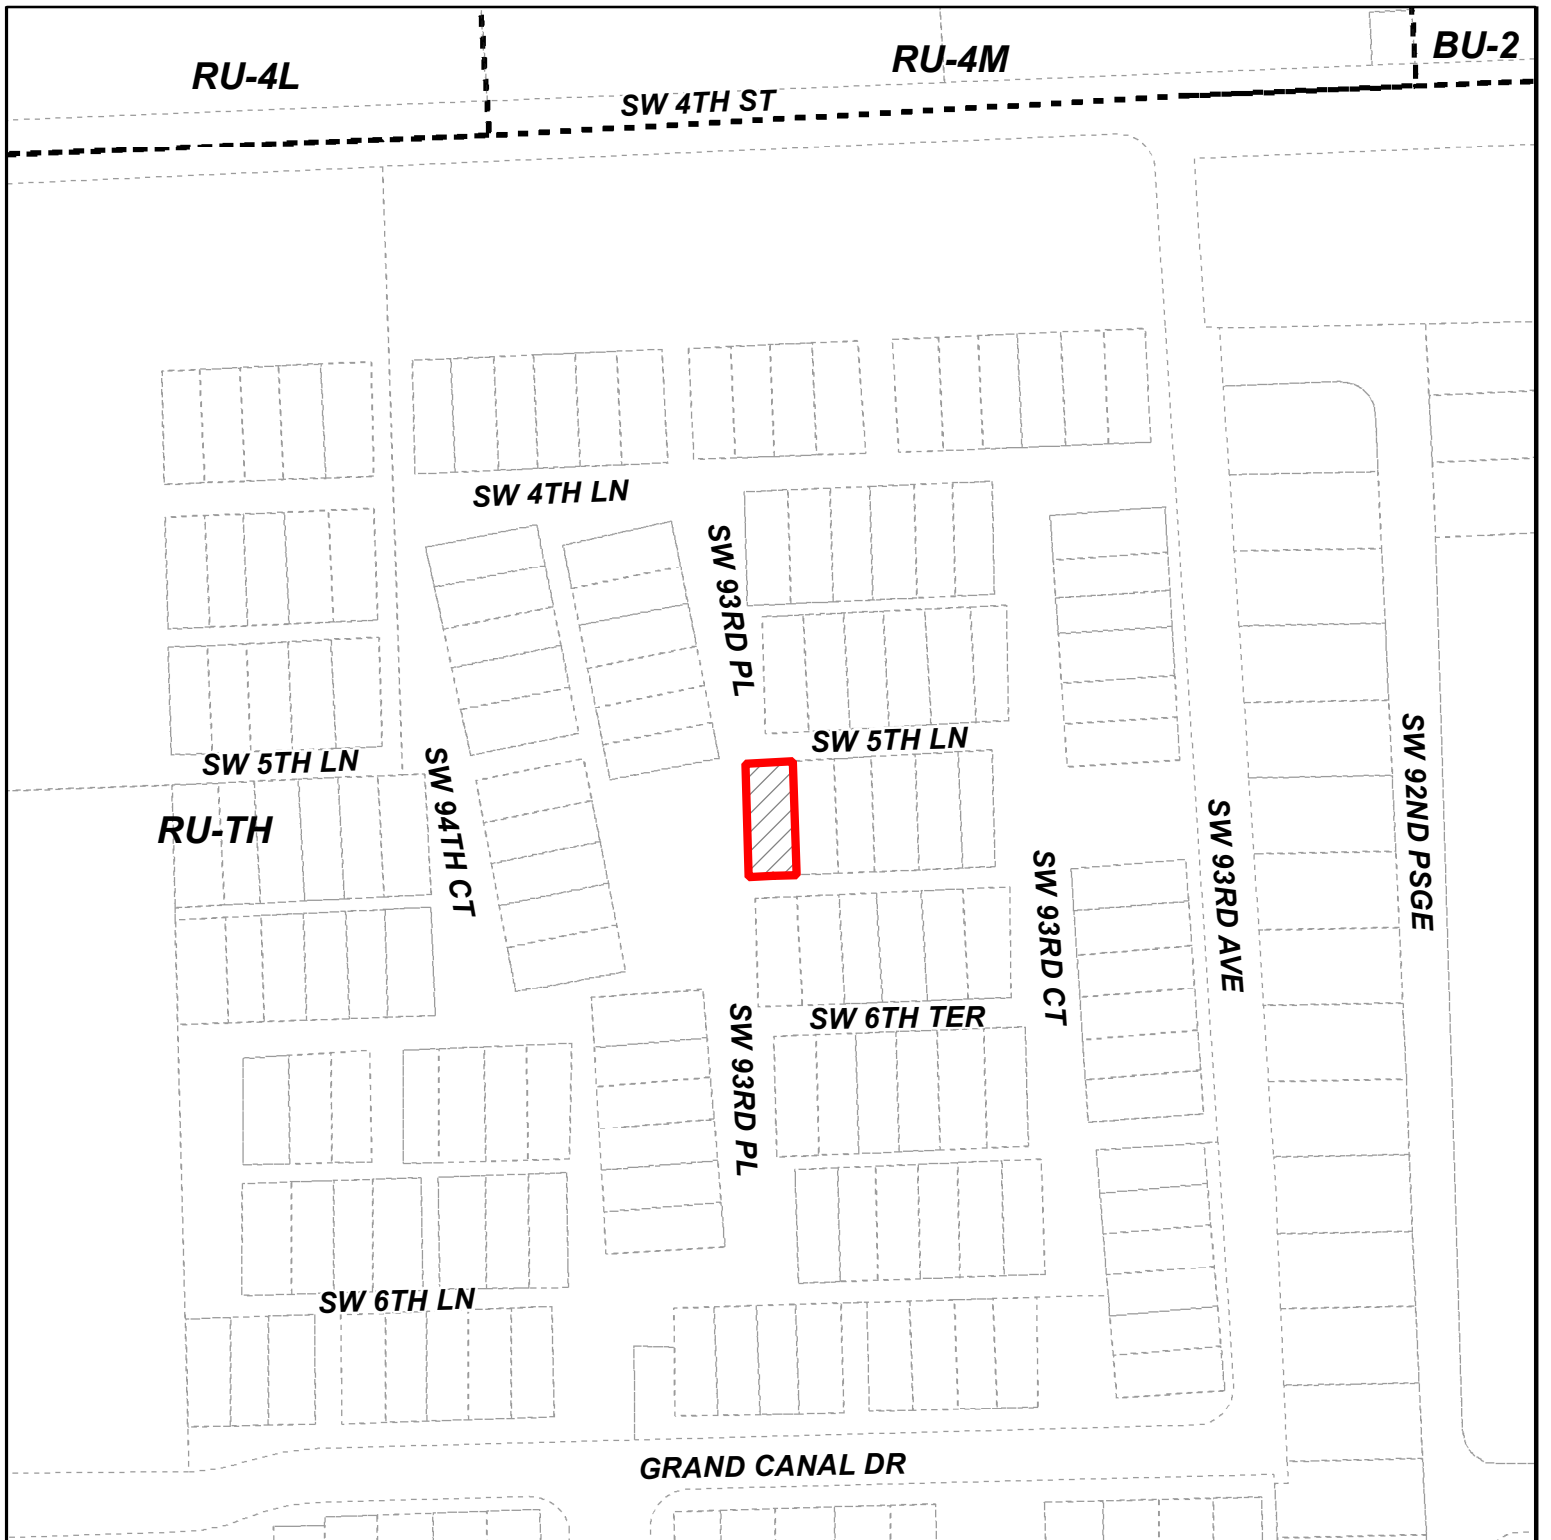 RU-4L
RU-4M
BU-2
SW 4TH ST
SW 4TH LN
SW 93RD PL
SW 5TH LN
SW 5TH LN
SW 94TH CT
RU-TH
SW 92ND PSGE
SW 93RD AVE
SW 93RD CT
SW 6TH TER
SW 93RD PL
SW 6TH LN
GRAND CANAL DR